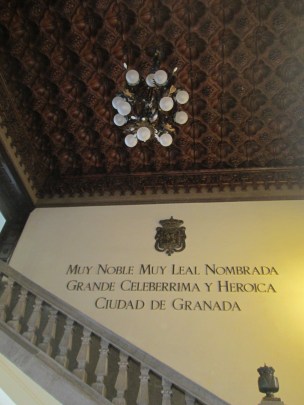 Muy Noble Muy Leal Nombrada
Grande Celeberrima y Heroica
Ciudad de Granada